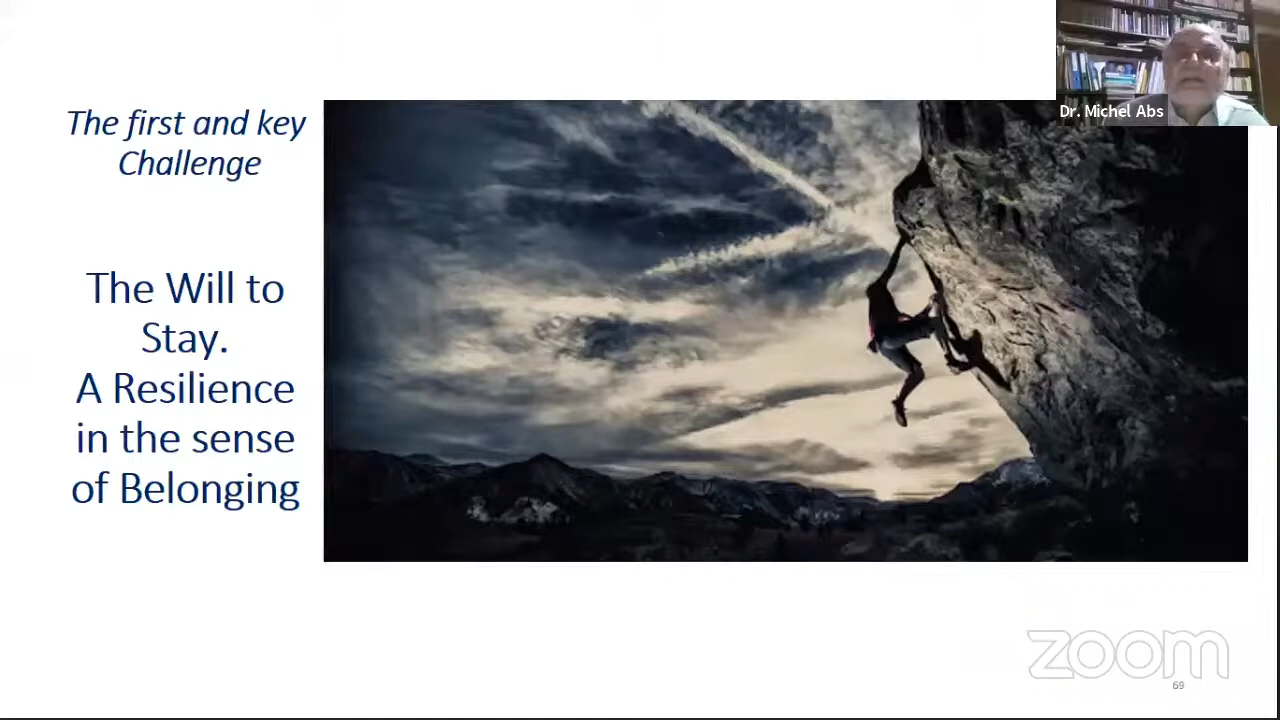 Dr. Michel Abs
The first and key
Challenge
The Will to
Stay.
A Resilience
in the sense
of Belonging
zoom
69